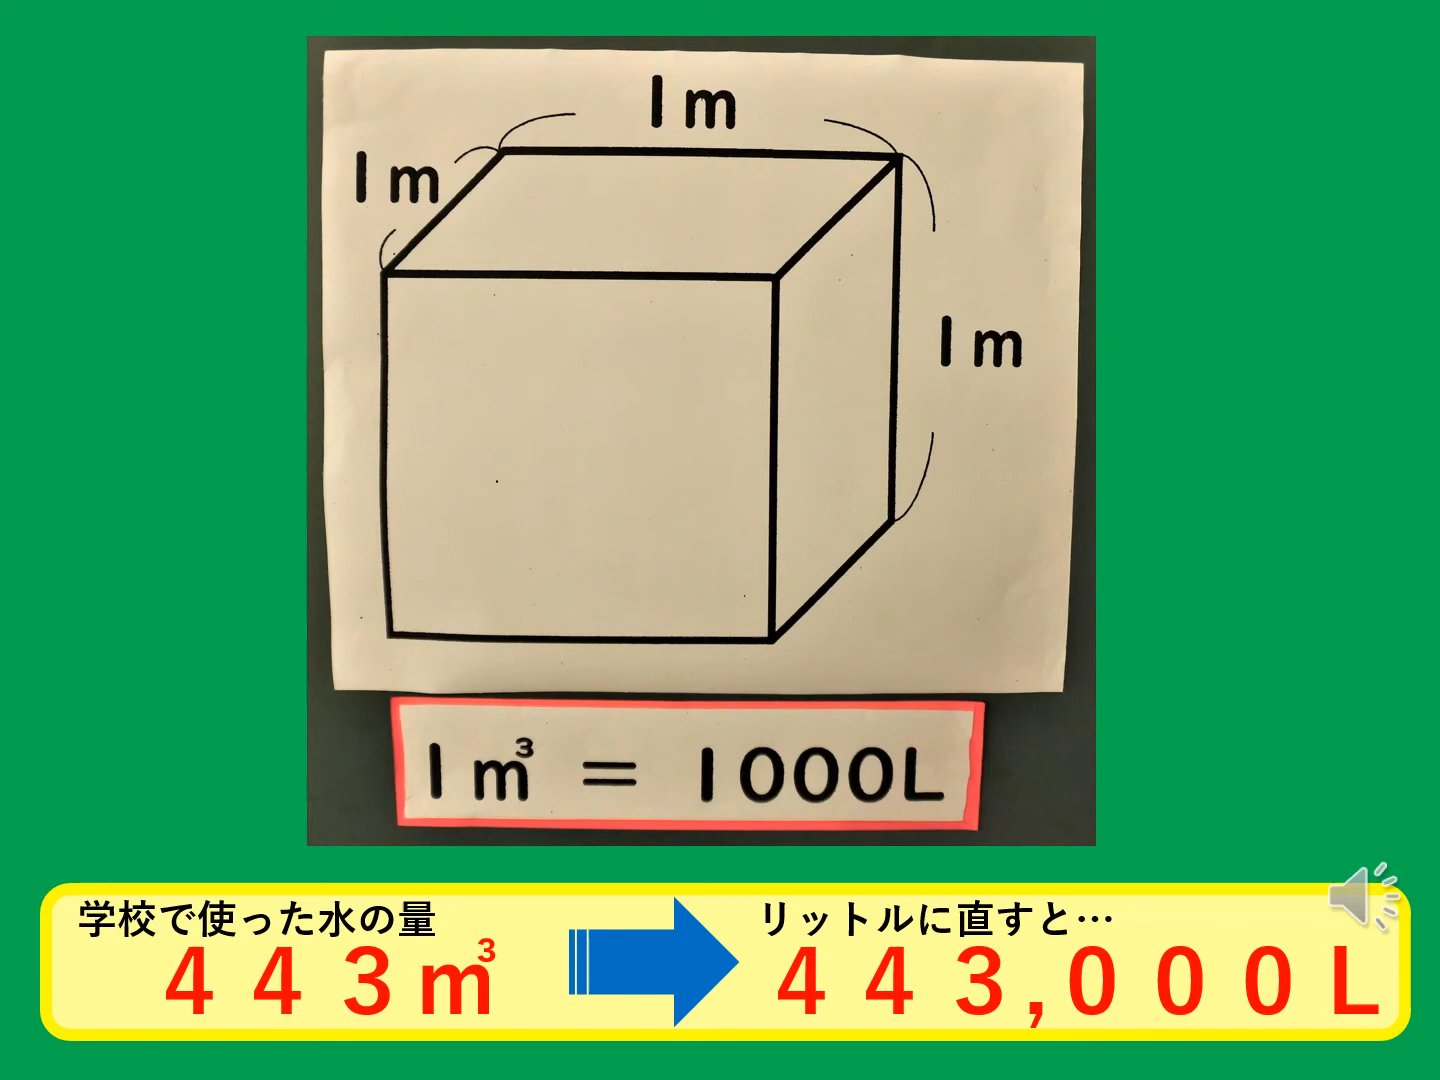 1m
1m
1m
1m³ = 1000L
学校で使った水の量
443m³
リットルに直すと…
443,000L